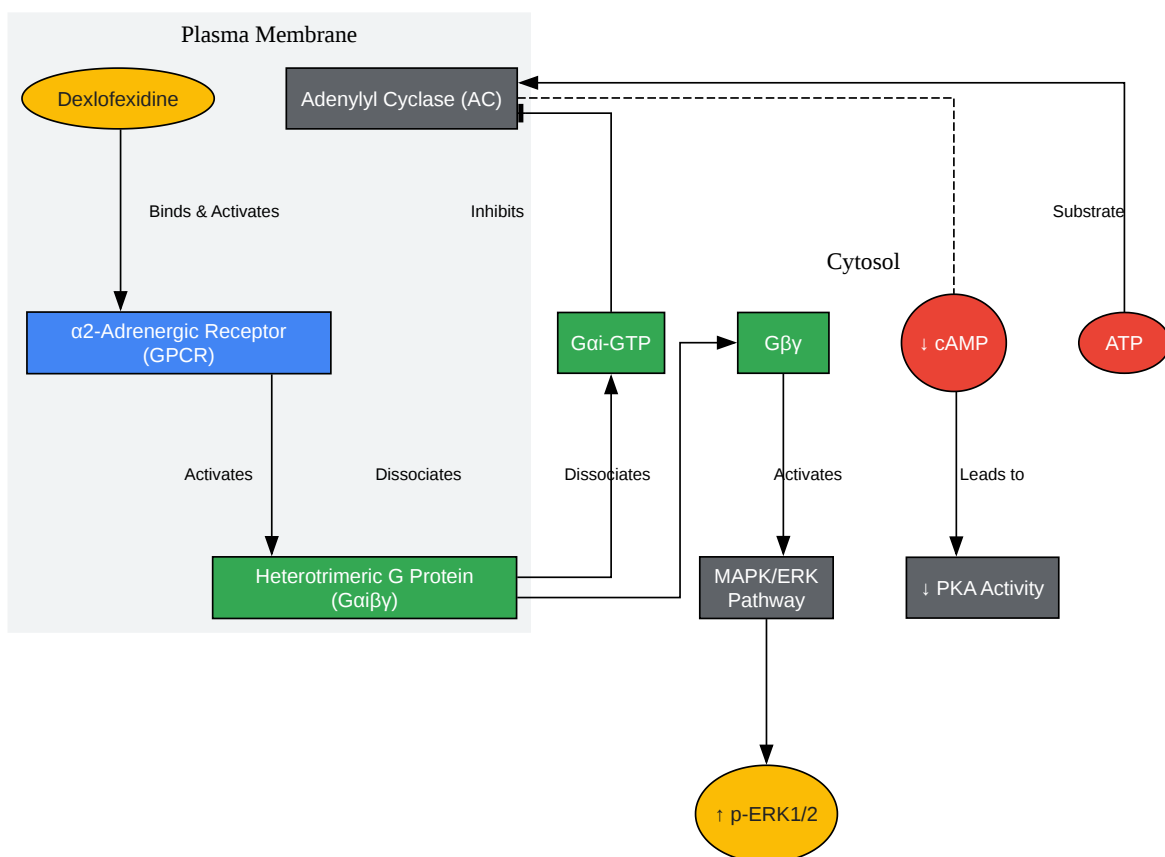 Plasma Membrane
Dexlofexidine
Adenylyl Cyclase (AC)
Binds & Activates
Inhibits
Substrate
Cytosol
α2-Adrenergic Receptor
(GPCR)
Gαi-GTP
Gβγ
↓ cAMP
ATP
Activates
Dissociates
Dissociates
Activates
Leads to
Heterotrimeric G Protein
(Gαiβγ)
MAPK/ERK
Pathway
↓ PKA Activity
↑ p-ERK1/2